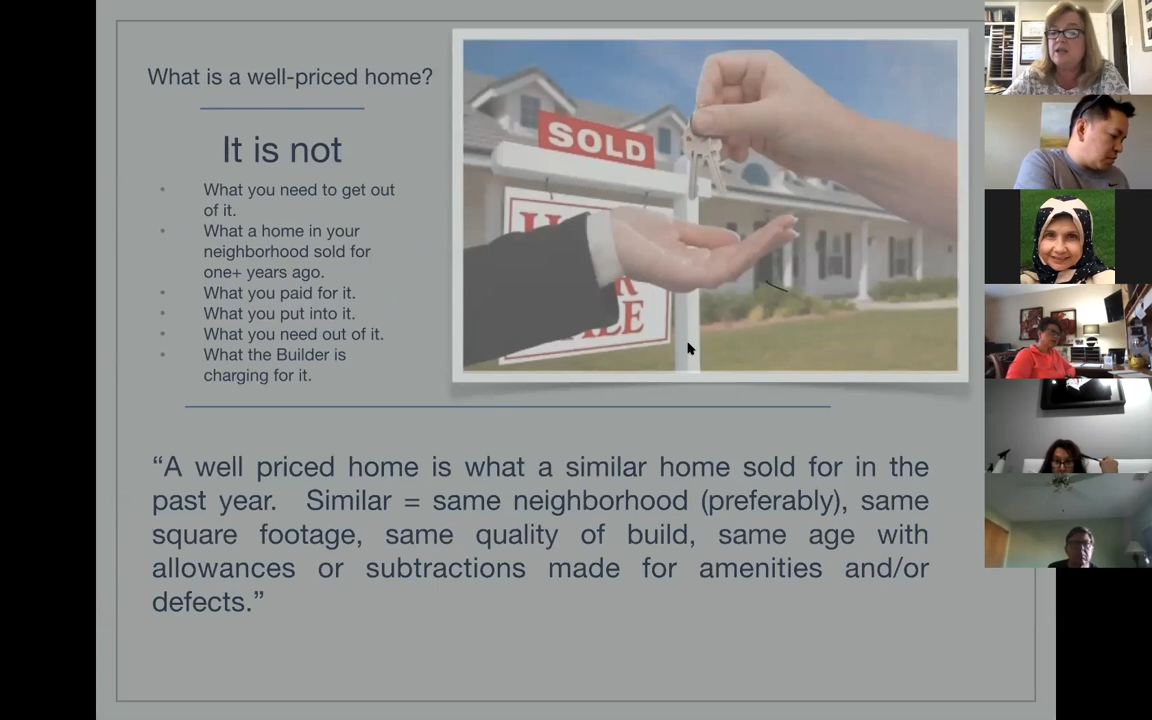 What is a well-priced home?
It is not
• What you need to get out
of it.
• What a home in your
neighborhood sold for
one+ years ago.
• What you paid for it.
• What you put into it.
• What you need out of it.
• What the Builder is
charging for it.
SOLD
“A well priced home is what a similar home sold for in the
past year. Similar = same neighborhood (preferably), same
square footage, same quality of build, same age with
allowances or subtractions made for amenities and/or
defects.”